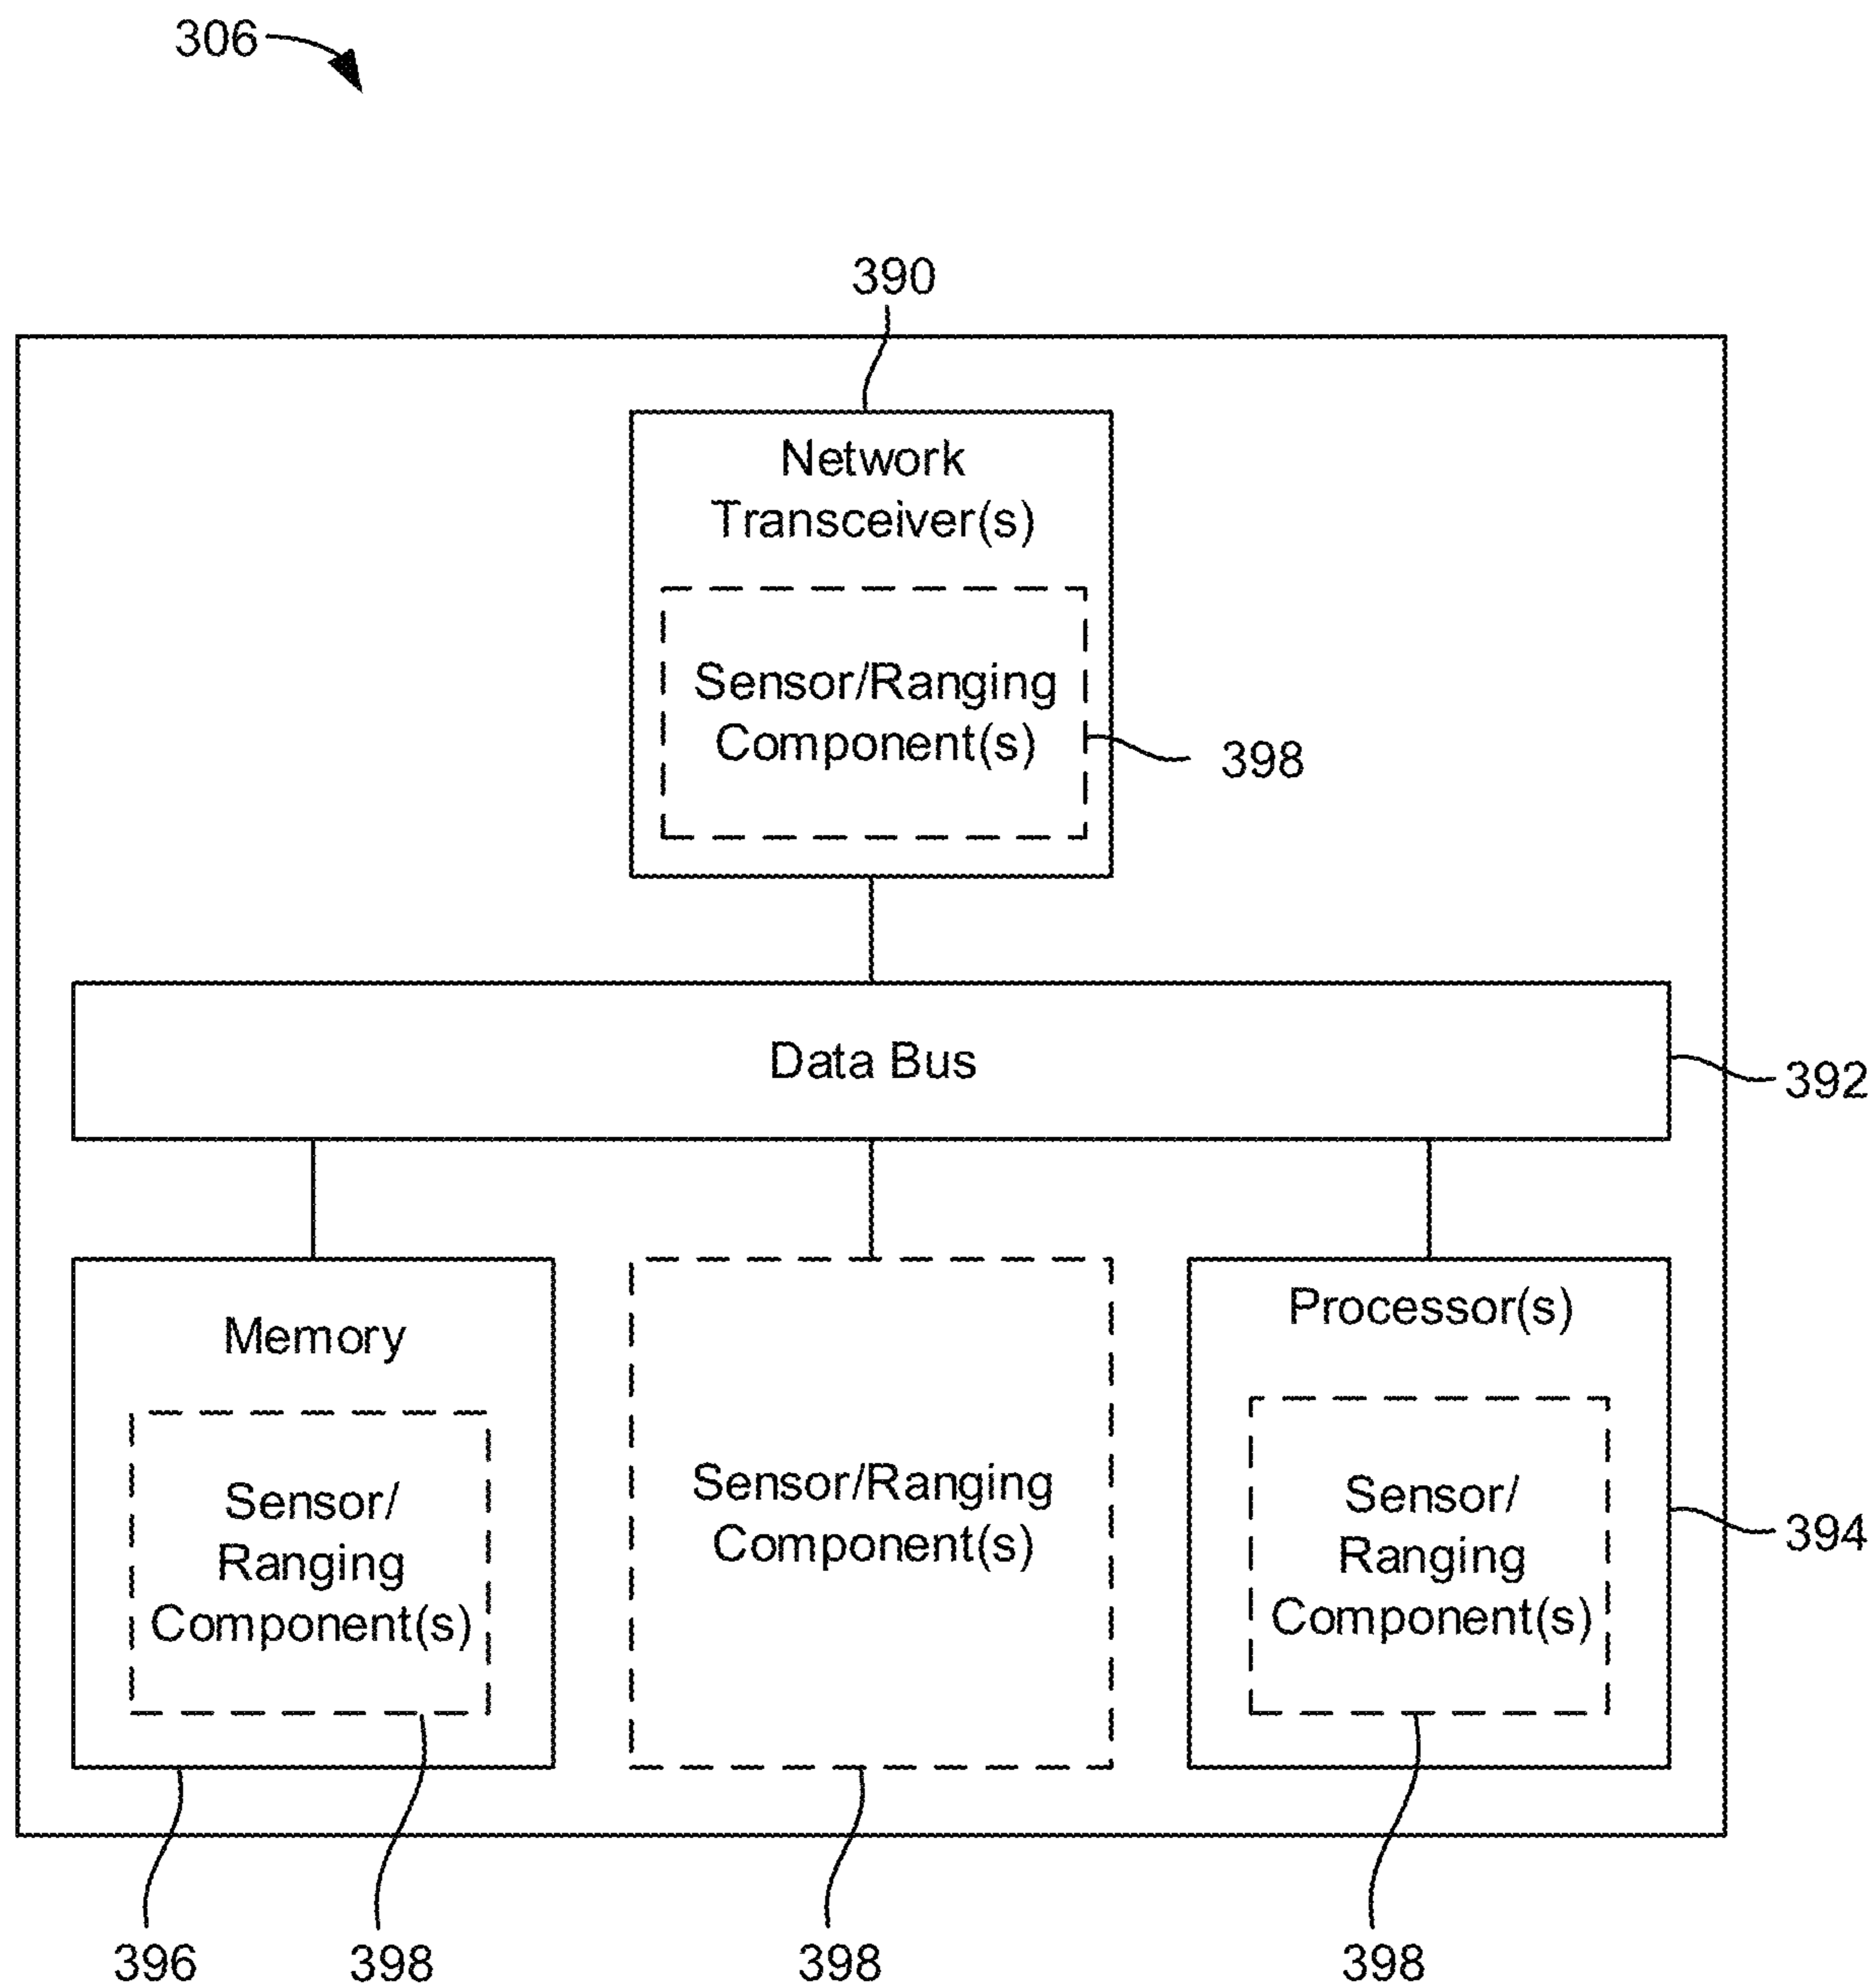 306
390
Network
Transceiver(s)
Sensor/Ranging
Component(s)
398
Data Bus
392
Memory
Sensor/
Ranging
Component(s)
Sensor/Ranging
Component(s)
Processor(s)
Sensor/
Ranging
Component(s)
394
396
398
398
398